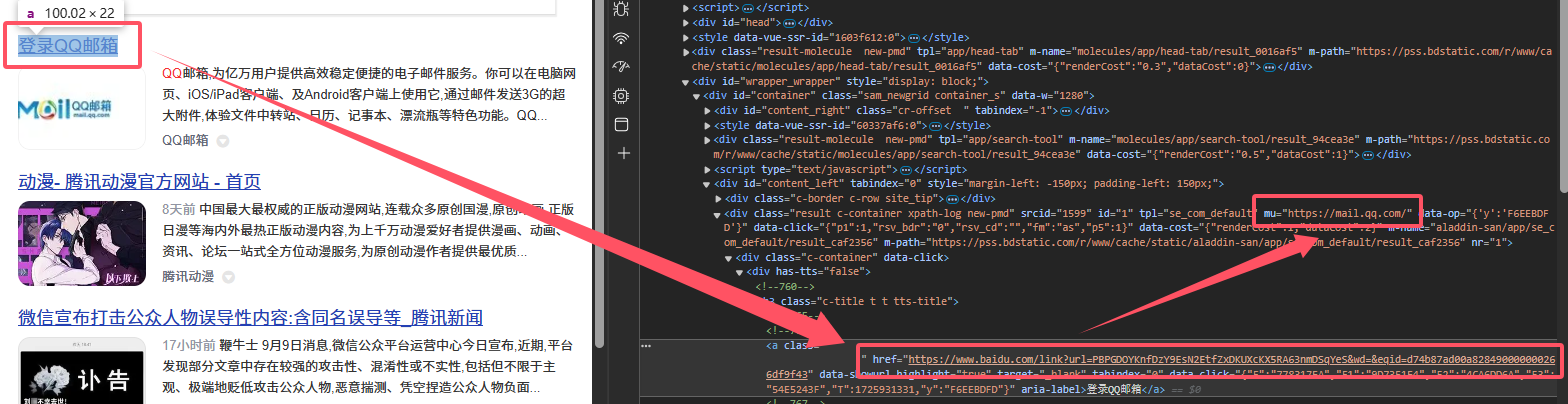 a 100.02 × 22
登录QQ邮箱
QQ邮箱,为亿万用户提供高效稳定便捷的电子邮件服务。你可以在电脑网
页、iOS/iPad客户端、及Android客户端上使用它,通过邮件发送3G的超
大附件,体验文件中转站、日历、记事本、漂流瓶等特色功能。QQ...
Mail QQ邮箱
mail.qq.com
QQ邮箱
动漫- 腾讯动漫官方网站 - 首页
8天前 中国最大最权威的正版动漫网站,连载众多原创国漫,原创动画,正版
日漫等海内外最热正版动漫内容,为上千万动漫爱好者提供漫画、动画、
资讯、论坛一站式全方位动漫服务,为原创动漫作者提供最优质...
腾讯动漫
微信宣布打击公众人物误导性内容:含同名误导等_腾讯新闻
17小时前 鞭牛士 9月9日消息,微信公众平台运营中心今日宣布,近期,平台
发现部分文章中存在较强的攻击性、混淆性或不实性,包括但不限于主
观、极端地贬低攻击公众人物,恶意揣测、凭空捏造公众人物负面...
讣告
<script>…</script>
<div id="head">…</div>
<style data-vue-ssr-id="1603f612:0">…</style>
<div class="result-molecule  new-pmd" tpl="app/head-tab" m-name="molecules/app/head-tab/result_0016af5" m-path="https://pss.bdstatic.com/r/www/ca
che/static/molecules/app/head-tab/result_0016af5" data-cost="{"renderCost":"0.3","dataCost":0}">…</div>
<div id="wrapper_wrapper" style="display: block;">
<div id="container" class="sam_newgrid container_s" data-w="1280">
<div id="content_right" class="cr-offset  " tabindex="-1">…</div>
<style data-vue-ssr-id="60337af6:0">…</style>
<div class="result-molecule  new-pmd" tpl="app/search-tool" m-name="molecules/app/search-tool/result_94cea3e" m-path="https://pss.bdstatic.co
m/r/www/cache/static/molecules/app/search-tool/result_94cea3e" data-cost="{"renderCost":"0.5","dataCost":1}">…</div>
<script type="text/javascript">…</script>
<div id="content_left" tabindex="0" style="margin-left: -150px; padding-left: 150px;">
<div class="c-border c-row site_tip">…</div>
<div class="result c-container xpath-log new-pmd" srcid="1599" id="1" tpl="se_com_default" mu="https://mail.qq.com/" data-op="{'y':'F6EEBDF
D'}" data-click="{"p1":1,"rsv_bdr":"0","rsv_cd":"","fm":"as","p5":1}" data-cost="{"renderCost":1,"dataCost":2}" m-name="aladdin-san/app/se_c
om_default/result_caf2356" m-path="https://pss.bdstatic.com/r/www/cache/static/aladdin-san/app/se_com_default/result_caf2356" nr="1">
<div class="c-container" data-click>
<div has-tts="false">
<!--760-->
h3 class="c-title t t tts-title">
<a class="
" href="https://www.baidu.com/link?url=PBPGDOYKnfDzY9EsN2EtfZxDKUXcKX5RA63nmDSqYeS&wd=&eqid=d74b87ad00a8284900000002
6df9f43" target="_blank" tabindex="0"
"54E5243F","T":1725931331,"y":"F6EEBDFD"}" aria-label>登录QQ邮箱</a> == $0
<!--767-->